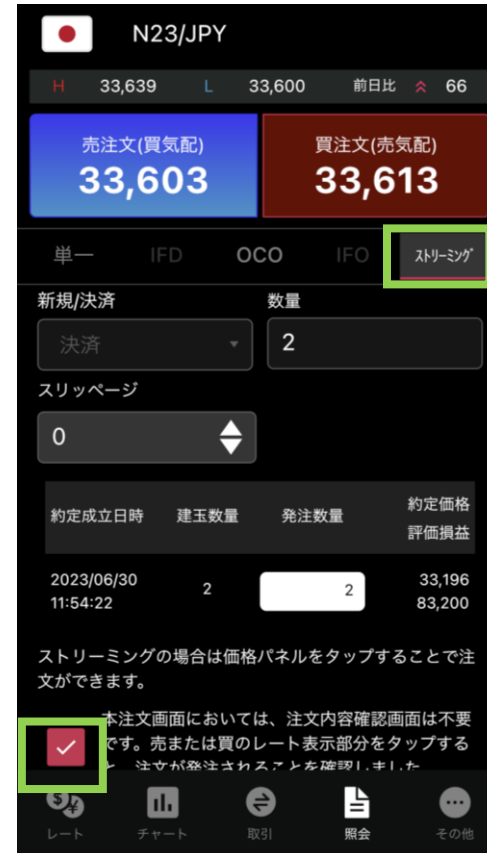 N23/JPY
H 33,639 L 33,600 前日比 66
売注文(買気配) 買注文(売気配)
33,603 33,613
単一 IFD OCO IFO ｽﾄﾘｰﾐﾝｸﾞ
新規/決済 数量
決済 2
スリッページ
0
約定成立日時 建玉数量 発注数量 約定価格
評価損益
2023/06/30 2 2 33,196
11:54:22 83,200
ストリーミングの場合は価格パネルをタップすることで注
文ができます。
本注文画面においては、注文内容確認画面は不要
です。売または買のレート表示部分をタップする
と、注文が発注されることを確認しました
レート チャート 取引 照会 その他